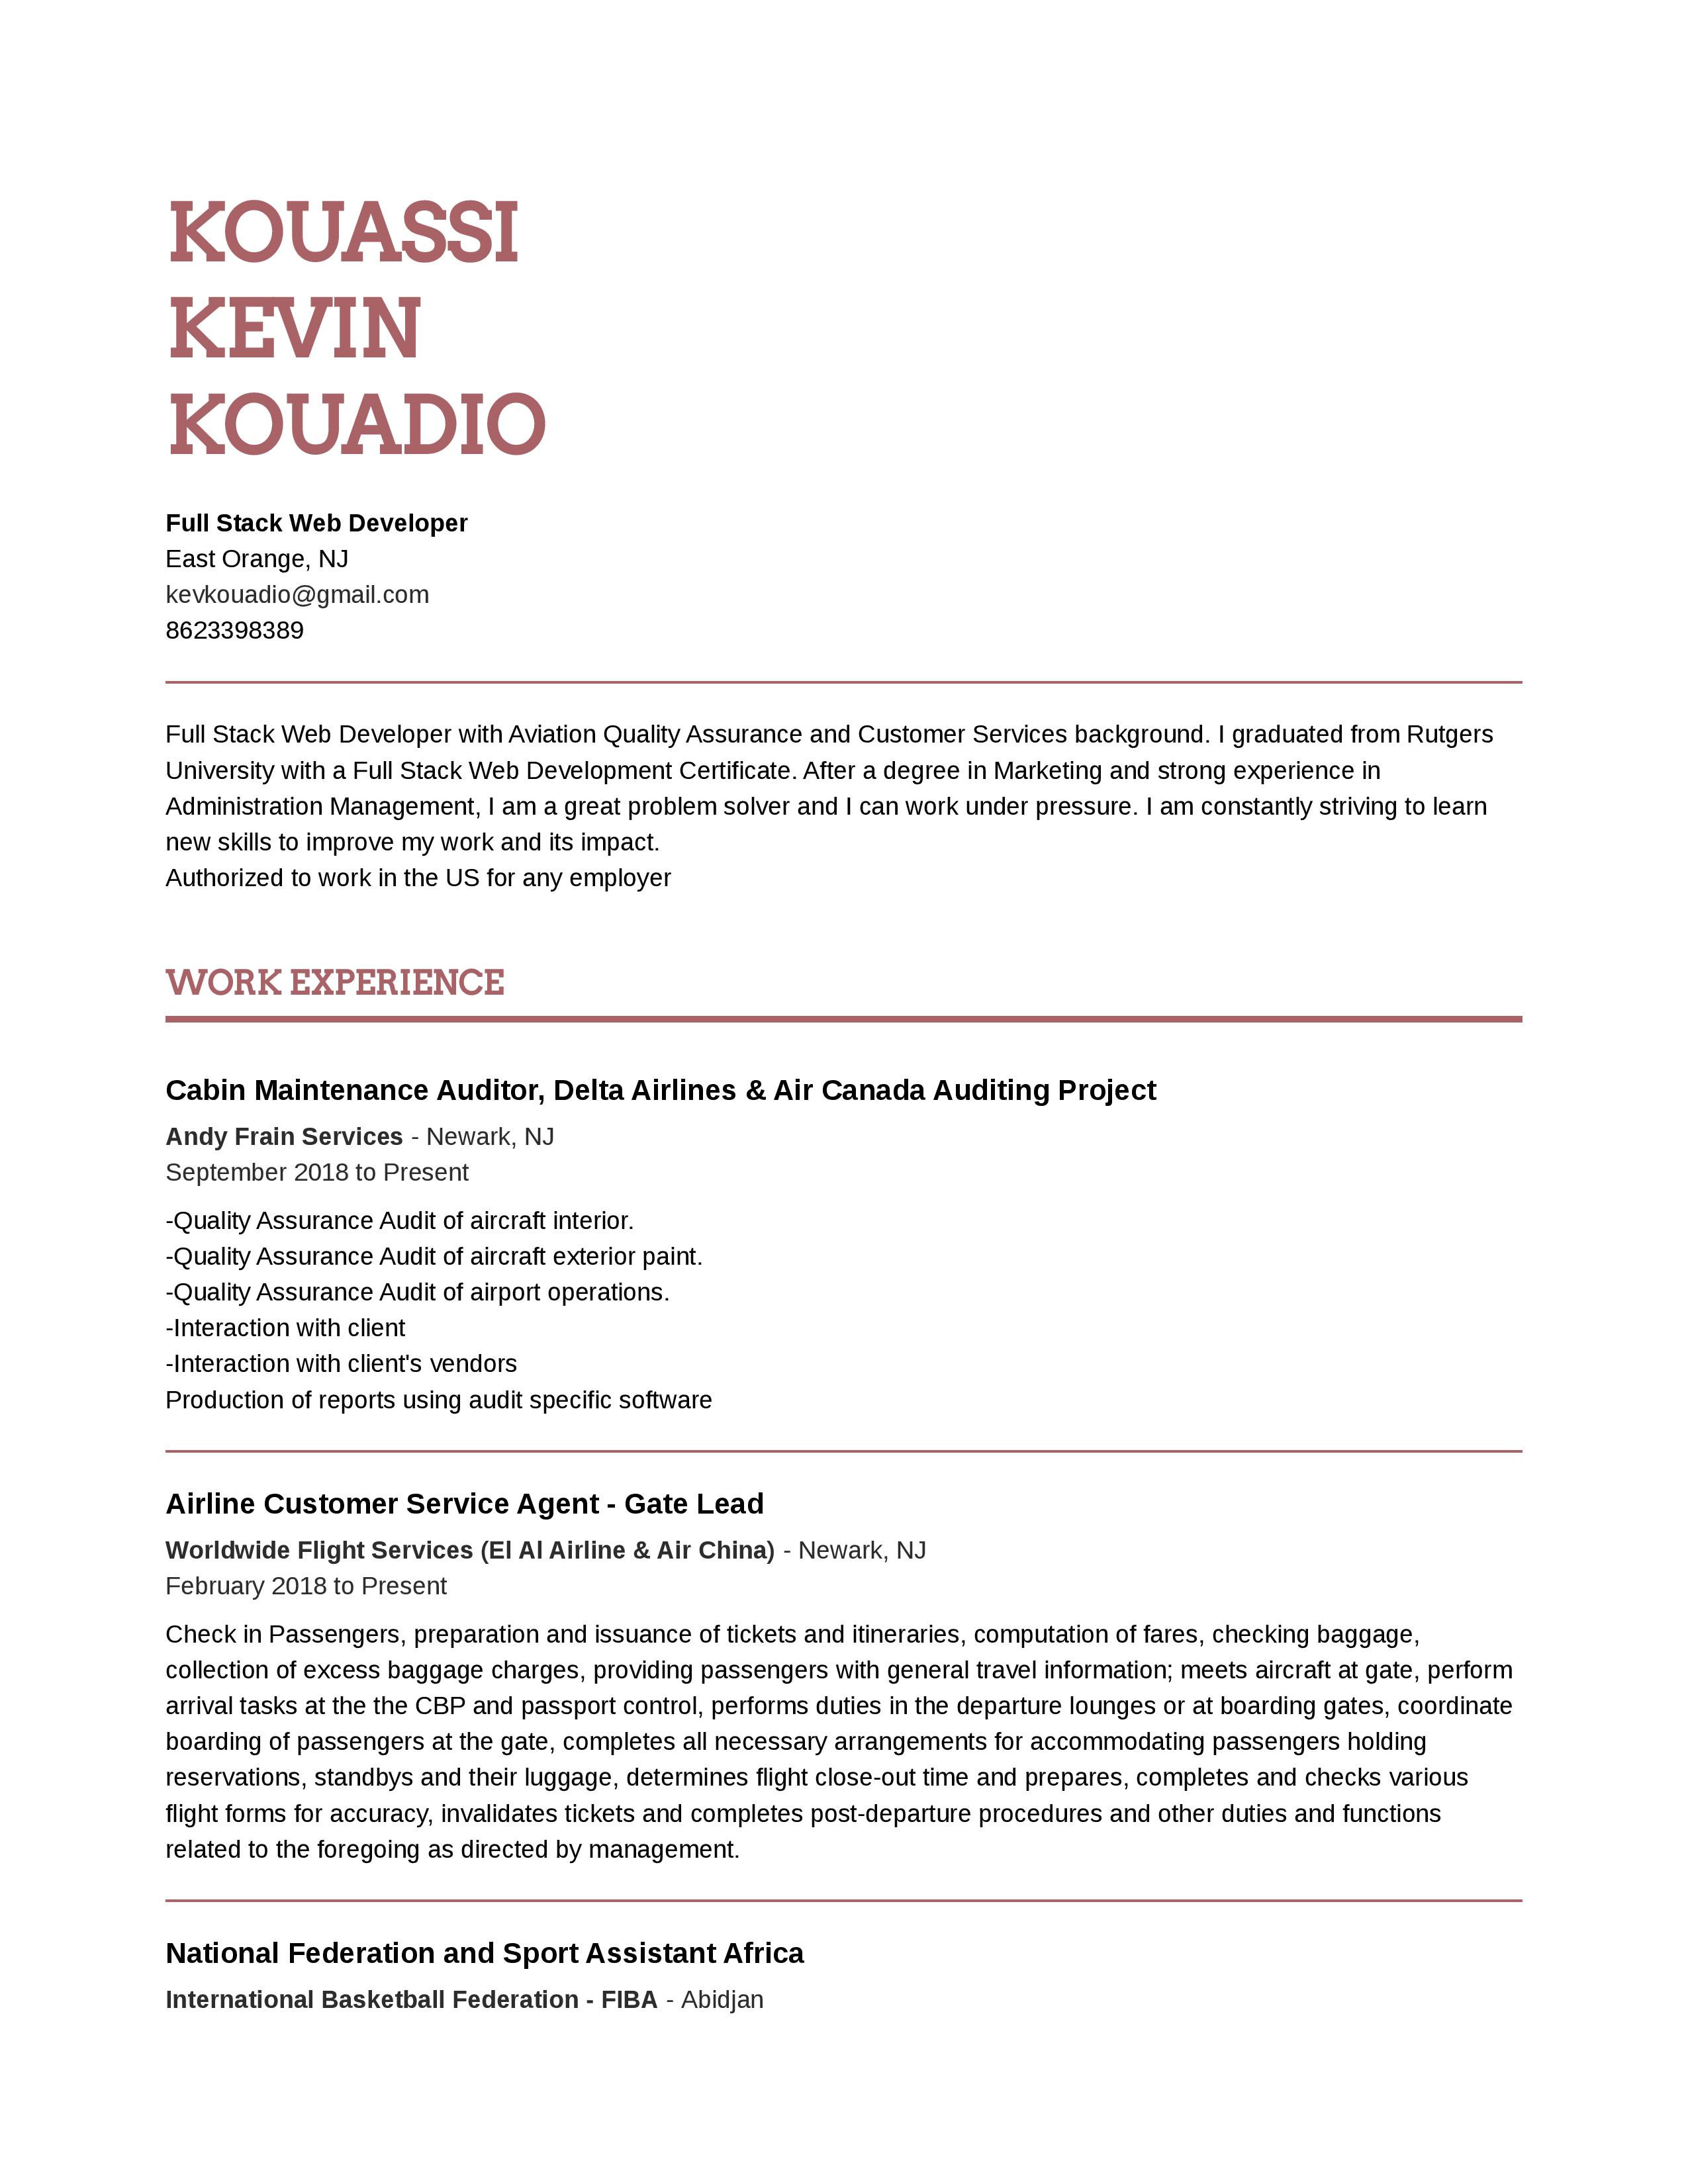 KOUASSI
KEVIN
KOUADIO
Full Stack Web Developer
East Orange, NJ
kevkouadio@gmail.com
8623398389
Full Stack Web Developer with Aviation Quality Assurance and Customer Services background. I graduated from Rutgers
University with a Full Stack Web Development Certificate. After a degree in Marketing and strong experience in
Administration Management, I am a great problem solver and I can work under pressure. I am constantly striving to learn
new skills to improve my work and its impact.
Authorized to work in the US for any employer
WORK EXPERIENCE
Cabin Maintenance Auditor, Delta Airlines & Air Canada Auditing Project
Andy Frain Services - Newark, NJ
September 2018 to Present
-Quality Assurance Audit of aircraft interior.
-Quality Assurance Audit of aircraft exterior paint.
-Quality Assurance Audit of airport operations.
-Interaction with client
-Interaction with client's vendors
Production of reports using audit specific software
Airline Customer Service Agent - Gate Lead
Worldwide Flight Services (El Al Airline & Air China) - Newark, NJ
February 2018 to Present
Check in Passengers, preparation and issuance of tickets and itineraries, computation of fares, checking baggage,
collection of excess baggage charges, providing passengers with general travel information; meets aircraft at gate, perform
arrival tasks at the the CBP and passport control, performs duties in the departure lounges or at boarding gates, coordinate
boarding of passengers at the gate, completes all necessary arrangements for accommodating passengers holding
reservations, standbys and their luggage, determines flight close-out time and prepares, completes and checks various
flight forms for accuracy, invalidates tickets and completes post-departure procedures and other duties and functions
related to the foregoing as directed by management.
National Federation and Sport Assistant Africa
International Basketball Federation - FIBA - Abidjan